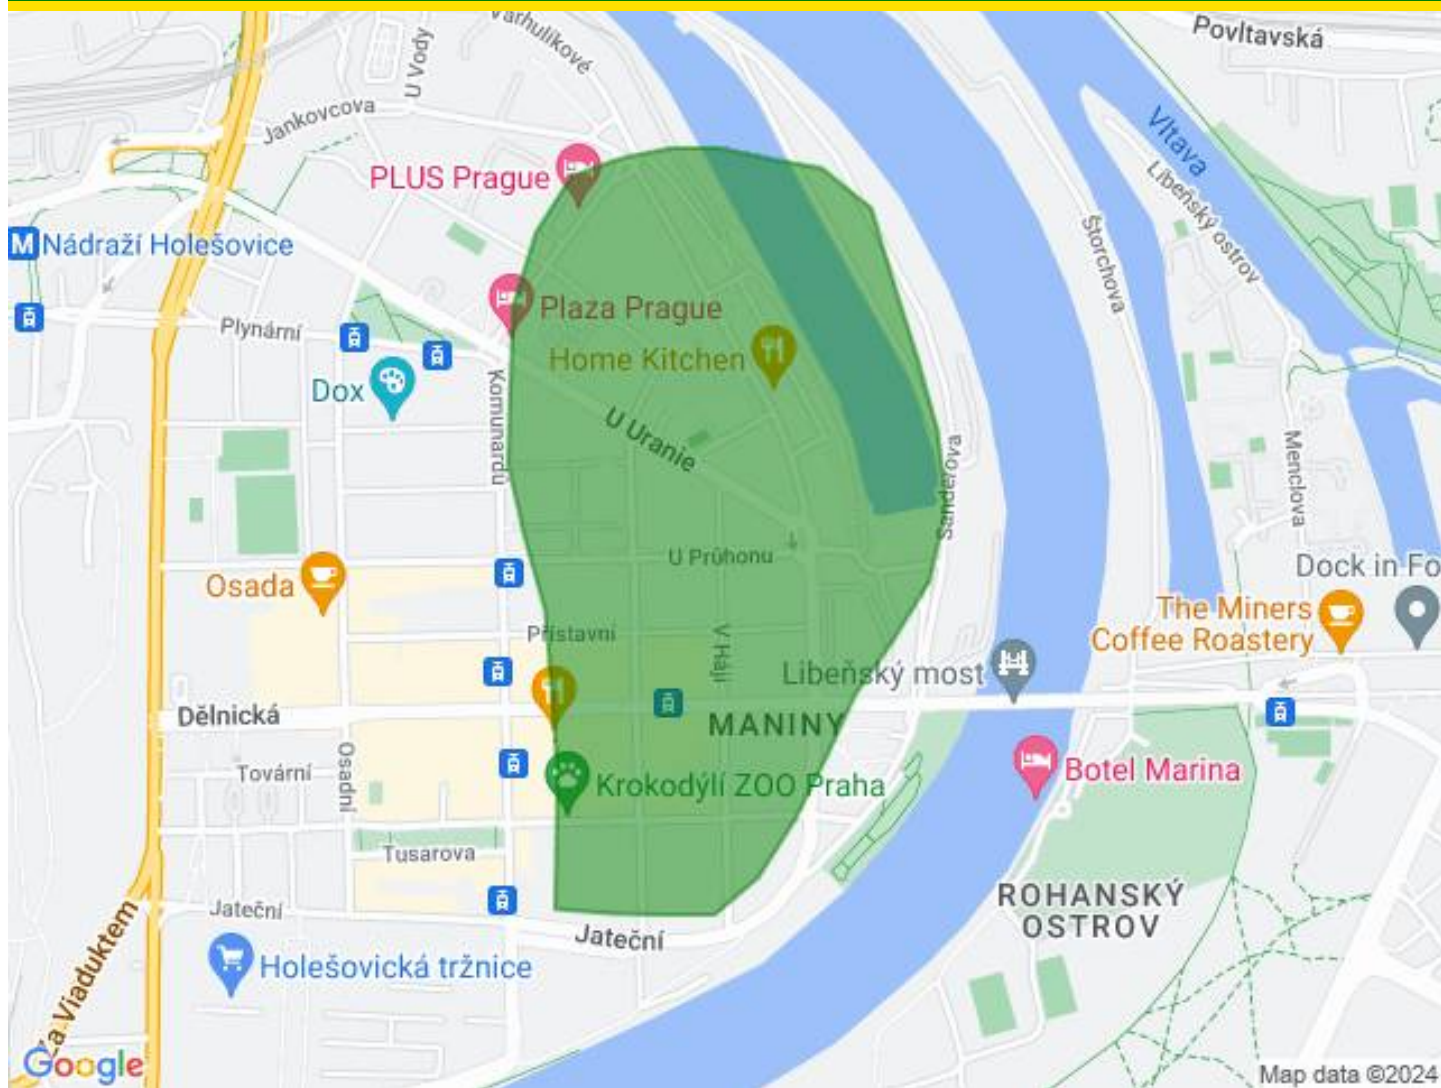 Varhulíkové
Povltavská
U Vody
Jankovcova
Vltava
PLUS Prague
Libeňský ostrov
M Nádraží Holešovice
Štorchova
Plaza Prague
Plynární
Home Kitchen
Dox
Komunardů
U Uranie
Menclova
Sanderova
U Průhonu
Osada
Dock in Fo
The Miners
Coffee Roastery
Přístavní
V Háji
Libeňský most
Dělnická
MANINY
Osadní
Tovární
Krokodýlí ZOO Praha
Botel Marina
Tusarova
Jateční
ROHANSKÝ
OSTROV
Jateční
Holešovická tržnice
Za Viaduktem
Google
Map data ©2024